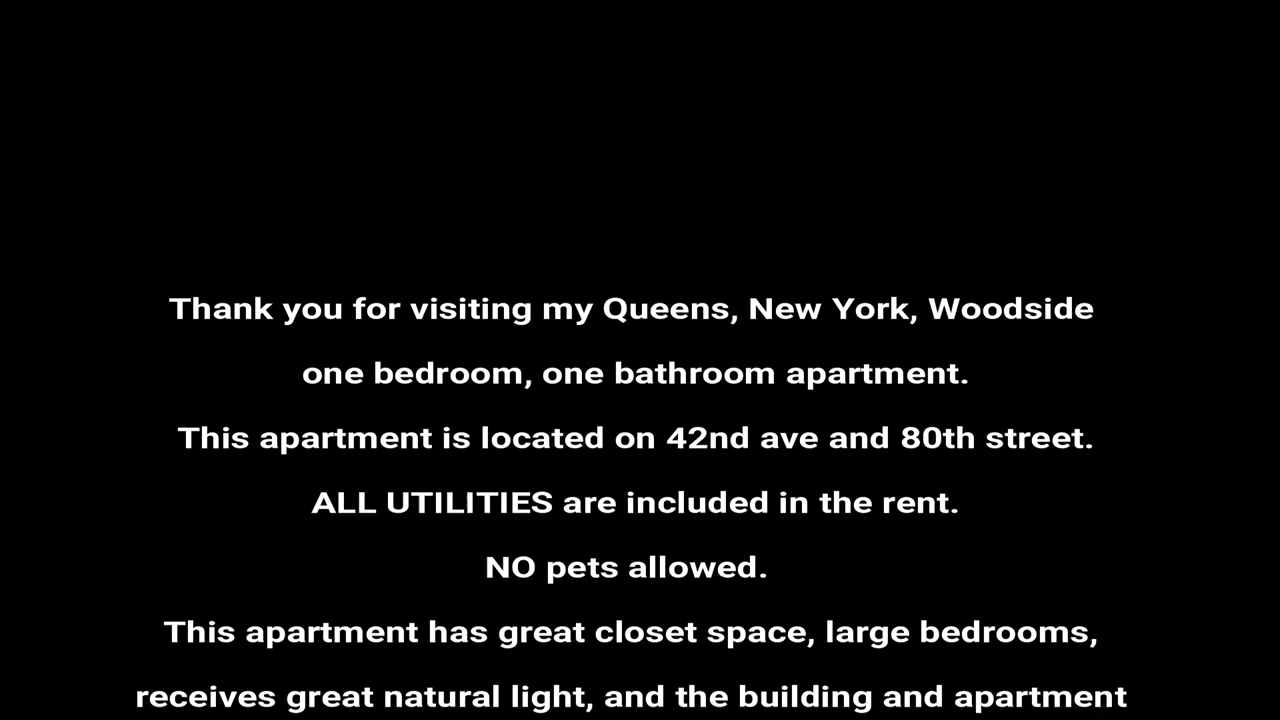 Thank you for visiting my Queens, New York, Woodside
one bedroom, one bathroom apartment.
This apartment is located on 42nd ave and 80th street.
ALL UTILITIES are included in the rent.
NO pets allowed.
This apartment has great closet space, large bedrooms,
receives great natural light, and the building and apartment